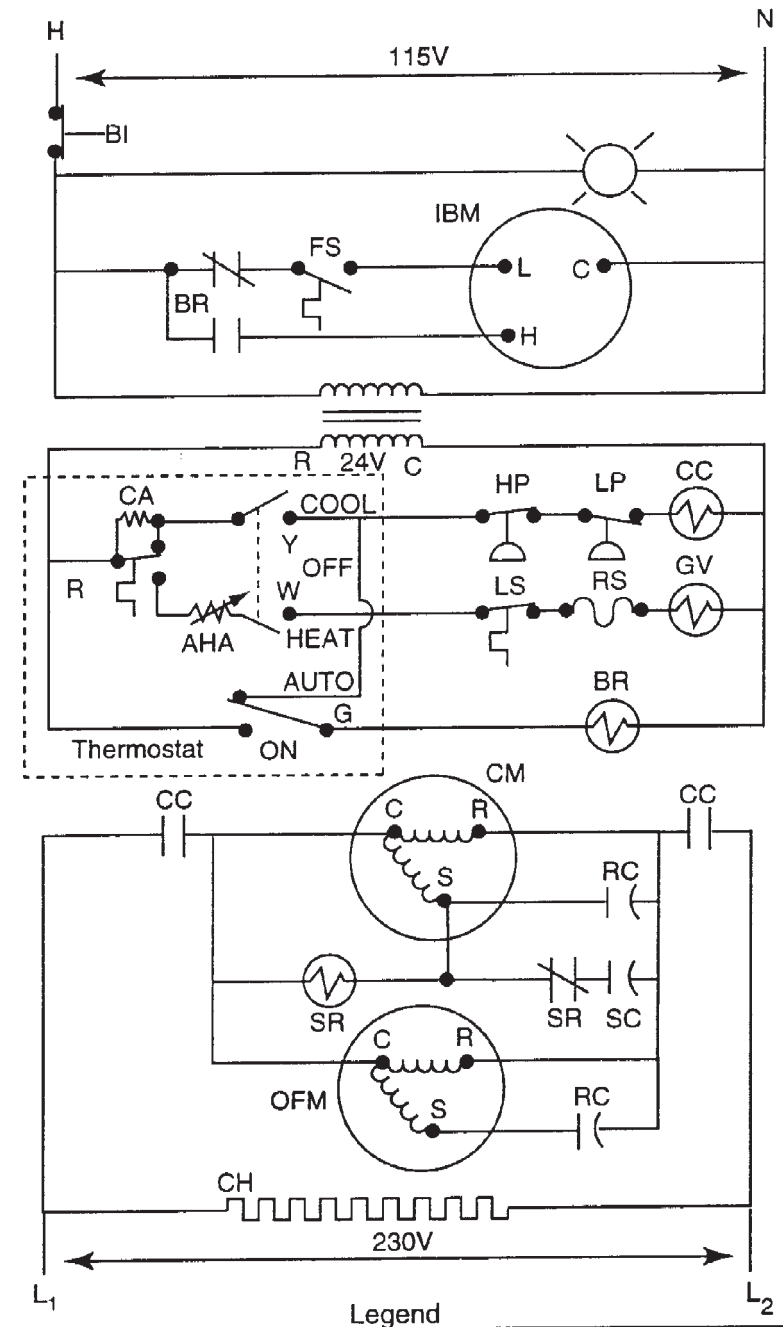 H N
115V
BI
IBM
FS
L C
BR
H
R 24V C
CA COOL HP LP CC
Y
OFF GV
R W LS RS
AHA HEAT
AUTO BR
G
Thermostat ON
CM
CC CC
C R
S RC
SR SR SC
C R
OFM RC
S
CH
230V
L1 L2
Legend